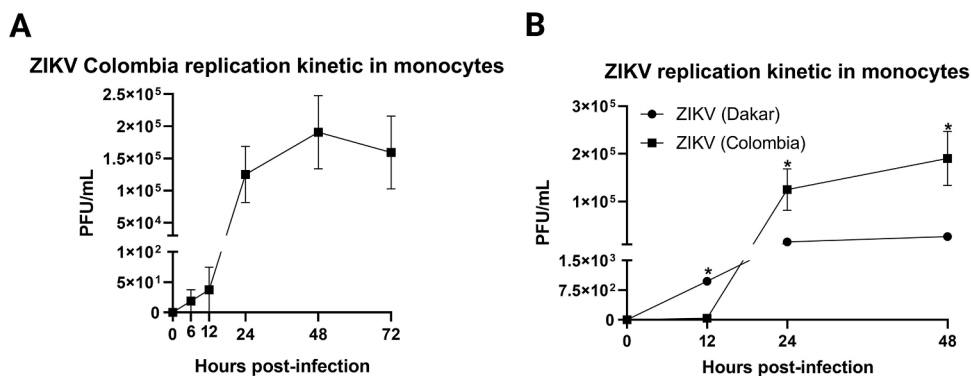 A
ZIKV Colombia replication kinetic in monocytes
PFU/mL
2.5×10⁵
2×10⁵
1.5×10⁵
1×10⁵
5×10⁴
1×10²
5×10¹
0
0 6 12 24 48 72
Hours post-infection
B
ZIKV replication kinetic in monocytes
ZIKV (Dakar)
ZIKV (Colombia)
PFU/mL
3×10⁵
2×10⁵
1×10⁵
1.5×10³
7.5×10²
0
* * *
0 12 24 48
Hours post-infection